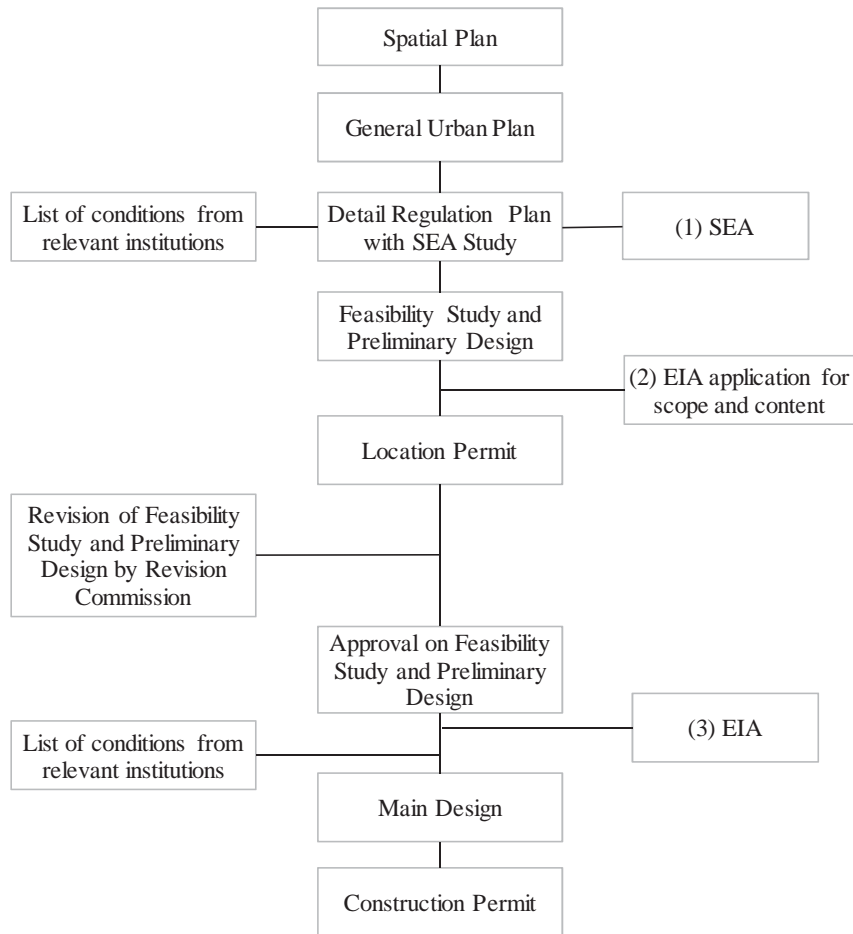 Spatial Plan
General Urban Plan
List of conditions from
relevant institutions
Detail Regulation Plan
with SEA Study
(1) SEA
Feasibility Study and
Preliminary Design
(2) EIA application for
scope and content
Location Permit
Revision of Feasibility
Study and Preliminary
Design by Revision
Commission
Approval on Feasibility
Study and Preliminary
Design
(3) EIA
List of conditions from
relevant institutions
Main Design
Construction Permit